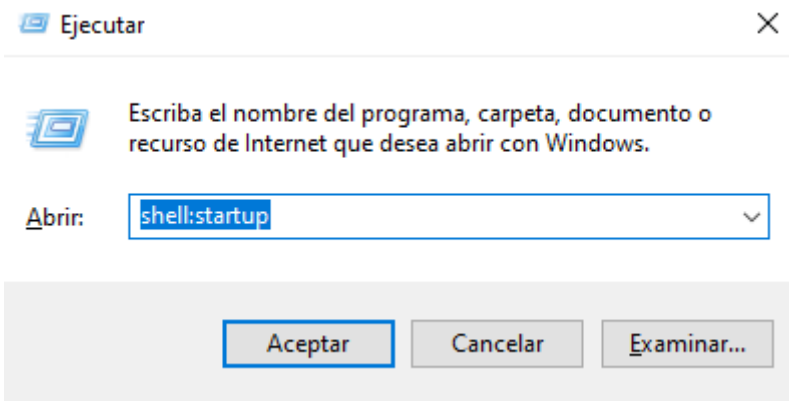 Ejecutar
Escriba el nombre del programa, carpeta, documento o
recurso de Internet que desea abrir con Windows.
Abrir: shell:startup
Aceptar Cancelar Examinar...